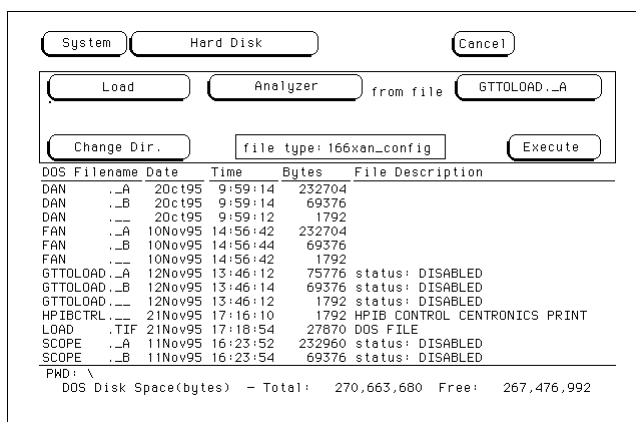 System Hard Disk Cancel
Load Analyzer from file GTTOLOAD._A
Change Dir. file type: 166xan_config Execute
DOS Filename Date Time Bytes File Description
DAN ._A 2Oct95 9:59:14 232704
DAN ._B 2Oct95 9:59:14 69376
DAN .__ 2Oct95 9:59:12 1792
FAN ._A 10Nov95 14:56:42 232704
FAN ._B 10Nov95 14:56:44 69376
FAN .__ 10Nov95 14:56:42 1792
GTTOLOAD._A 12Nov95 13:46:12 75776 status: DISABLED
GTTOLOAD._B 12Nov95 13:46:14 69376 status: DISABLED
GTTOLOAD.__ 12Nov95 13:46:12 1792 status: DISABLED
HPIBCTRL.__ 21Nov95 17:16:10 1792 HPIB CONTROL CENTRONICS PRINT
LOAD .TIF 21Nov95 17:18:54 27870 DOS FILE
SCOPE ._A 11Nov95 16:23:52 232960 status: DISABLED
SCOPE ._B 11Nov95 16:23:54 69376 status: DISABLED
PWD: \
DOS Disk Space(bytes) - Total: 270,663,680 Free: 267,476,992